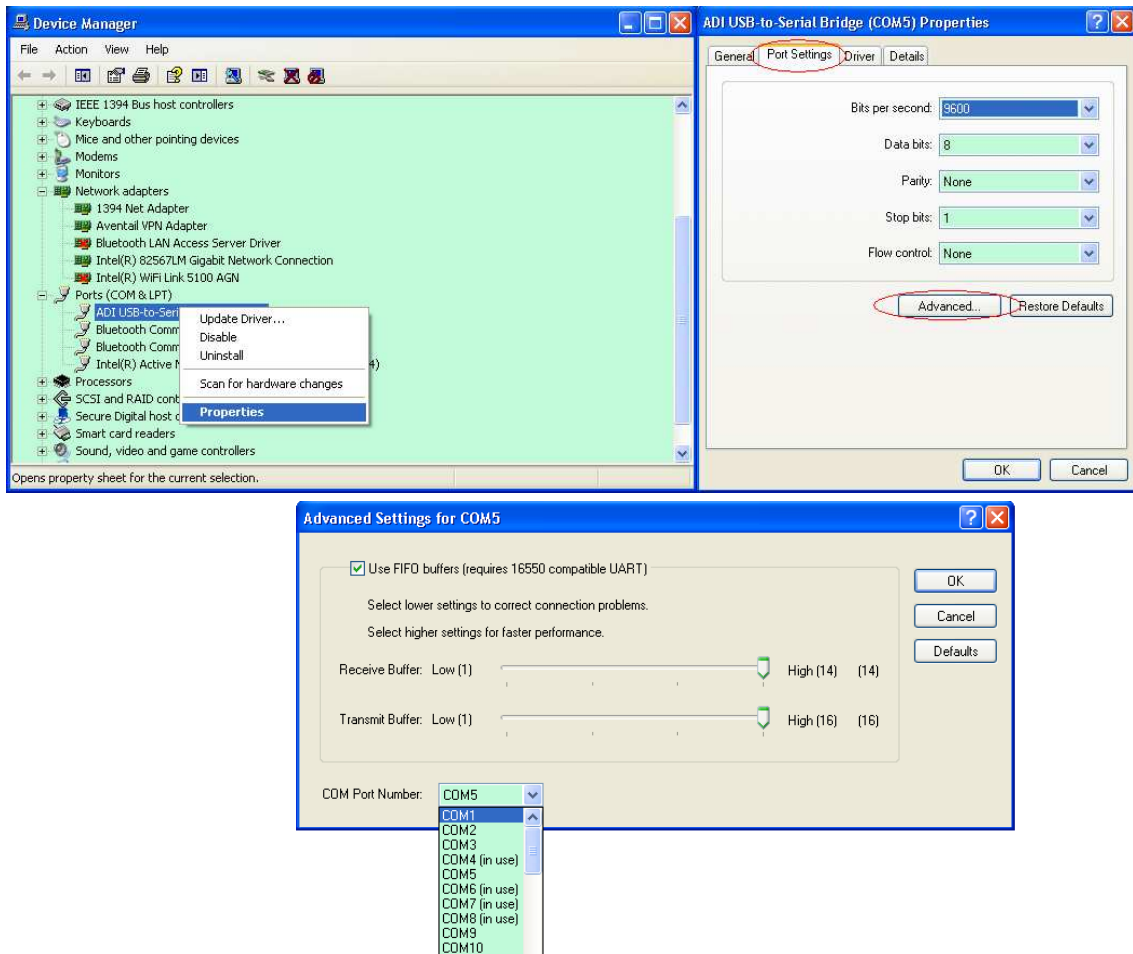 Device Manager
File Action View Help
IEEE 1394 Bus host controllers
Keyboards
Mice and other pointing devices
Modems
Monitors
Network adapters
1394 Net Adapter
Aventail VPN Adapter
Bluetooth LAN Access Server Driver
Intel(R) 82567LM Gigabit Network Connection
Intel(R) WiFi Link 5100 AGN
Ports (COM & LPT)
ADI USB-to-Seri
Bluetooth Comm
Bluetooth Comm
Intel(R) Active M 4)
Processors
SCSI and RAID cont
Secure Digital host c
Smart card readers
Sound, video and game controllers
Update Driver...
Disable
Uninstall
Scan for hardware changes
Properties
Opens property sheet for the current selection.
ADI USB-to-Serial Bridge (COM5) Properties
General Port Settings Driver Details
Bits per second: 9600
Data bits: 8
Parity: None
Stop bits: 1
Flow control: None
Advanced... Restore Defaults
OK Cancel
Advanced Settings for COM5
Use FIFO buffers (requires 16550 compatible UART)
Select lower settings to correct connection problems.
Select higher settings for faster performance.
Receive Buffer: Low (1) High (14) (14)
Transmit Buffer: Low (1) High (16) (16)
OK
Cancel
Defaults
COM Port Number: COM5
COM1
COM2
COM3
COM4 (in use)
COM5
COM6 (in use)
COM7 (in use)
COM8 (in use)
COM9
COM10